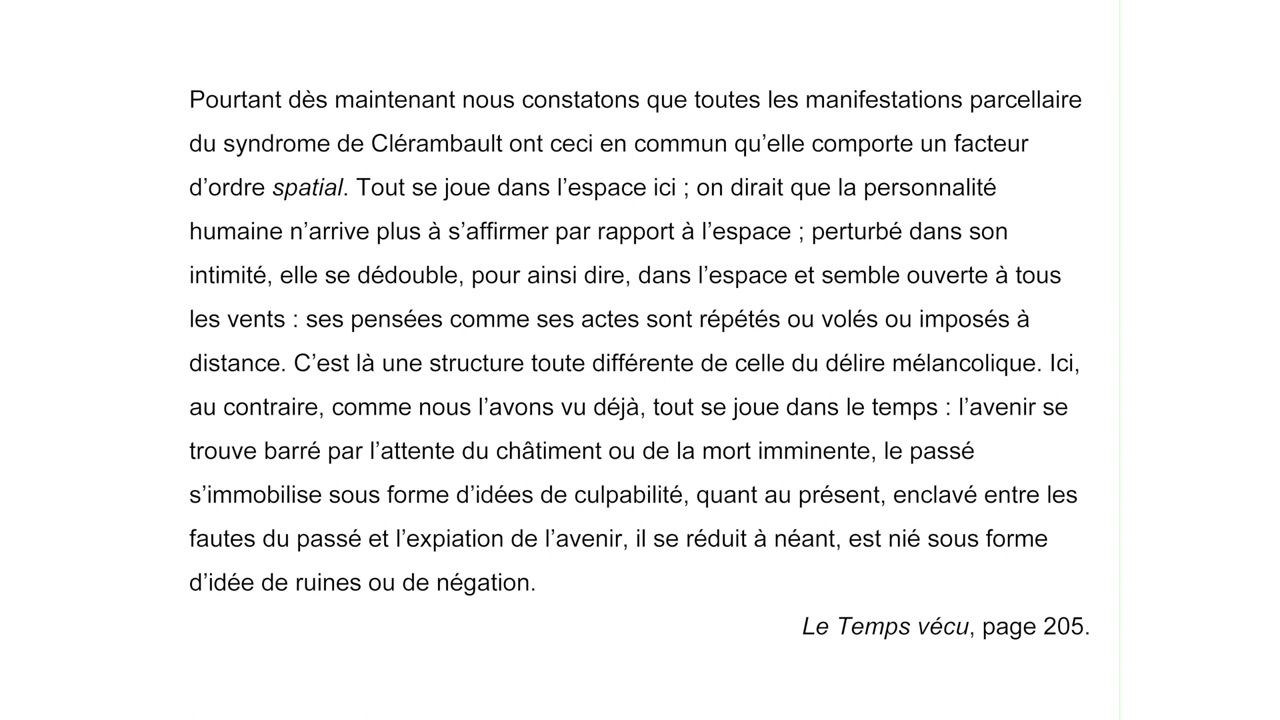 Pourtant dès maintenant nous constatons que toutes les manifestations parcellaire
du syndrome de Clérambault ont ceci en commun qu’elle comporte un facteur
d’ordre spatial. Tout se joue dans l’espace ici ; on dirait que la personnalité
humaine n’arrive plus à s’affirmer par rapport à l’espace ; perturbé dans son
intimité, elle se dédouble, pour ainsi dire, dans l’espace et semble ouverte à tous
les vents : ses pensées comme ses actes sont répétés ou volés ou imposés à
distance. C’est là une structure toute différente de celle du délire mélancolique. Ici,
au contraire, comme nous l’avons vu déjà, tout se joue dans le temps : l’avenir se
trouve barré par l’attente du châtiment ou de la mort imminente, le passé
s’immobilise sous forme d’idées de culpabilité, quant au présent, enclavé entre les
fautes du passé et l’expiation de l’avenir, il se réduit à néant, est nié sous forme
d’idée de ruines ou de négation.
Le Temps vécu, page 205.